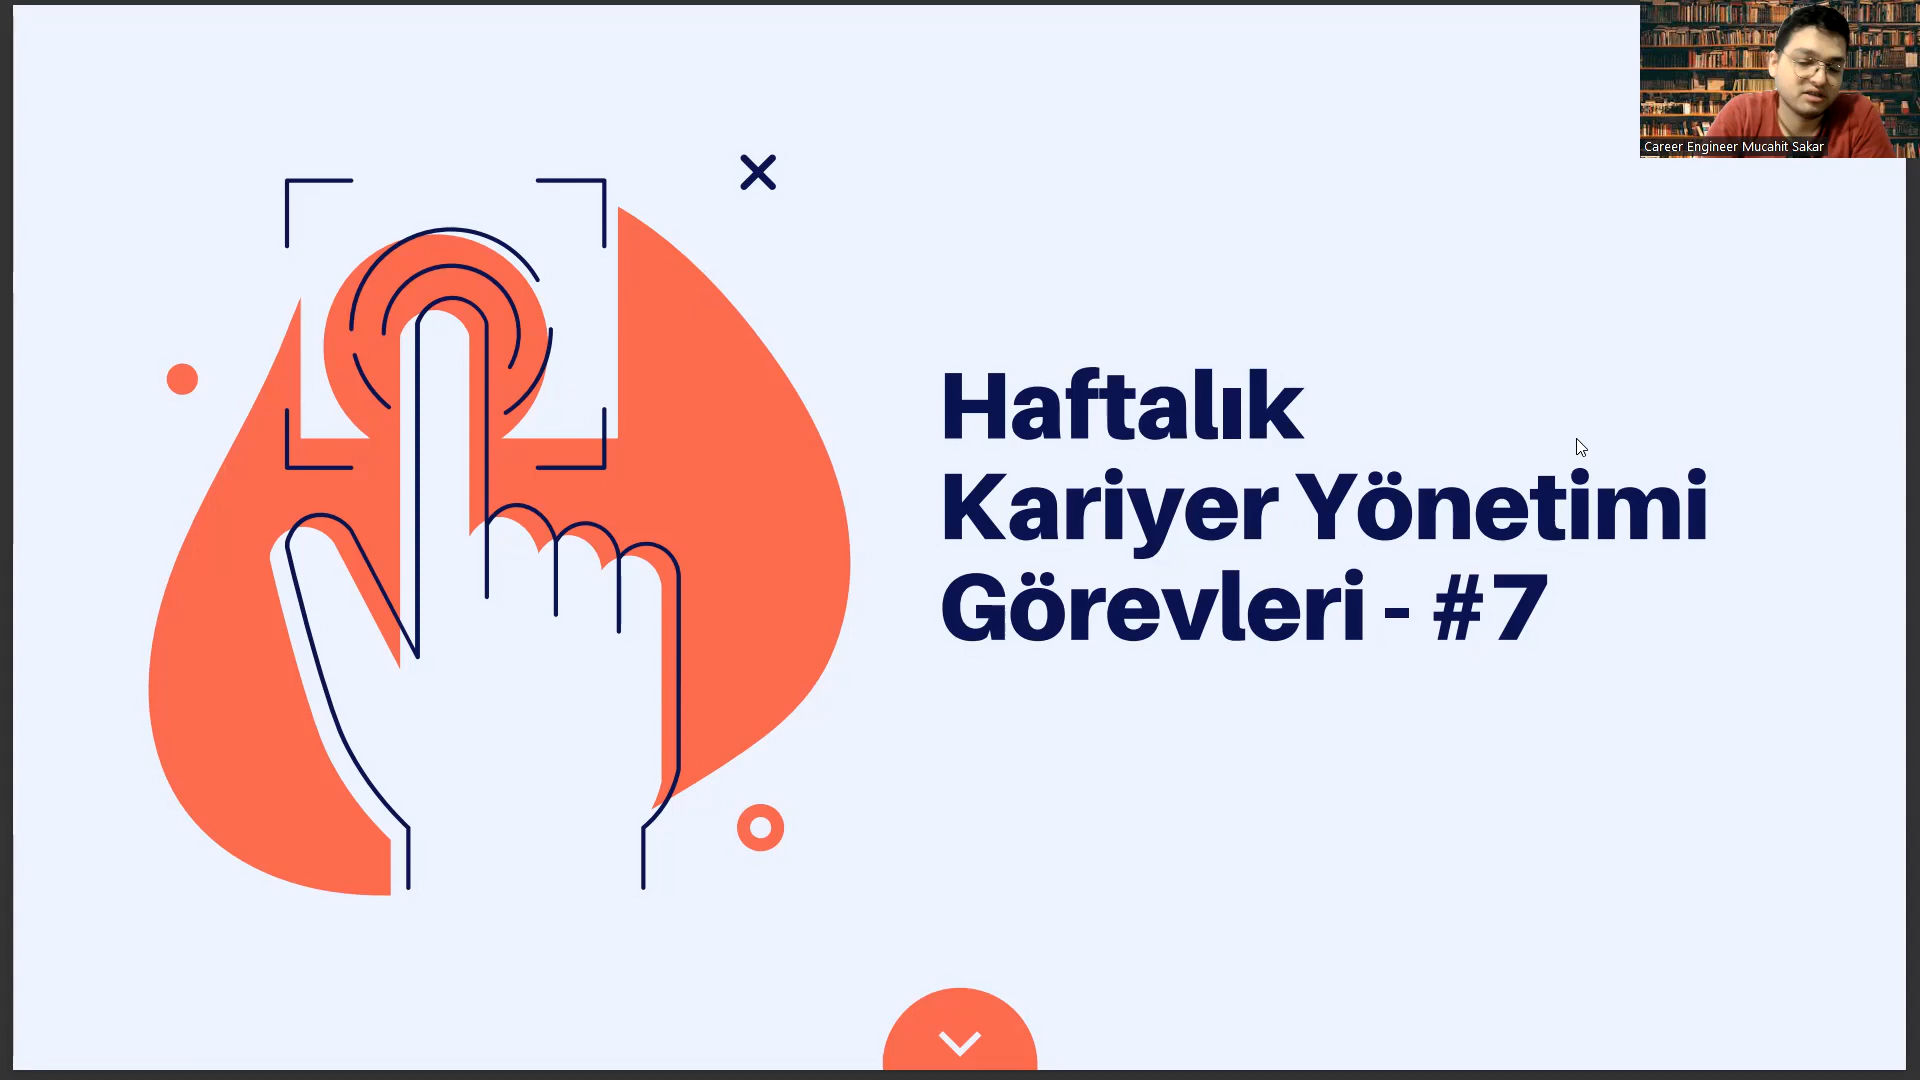 Career Engineer Mucahit Sakar
Haftalık
Kariyer Yönetimi
Görevleri - #7